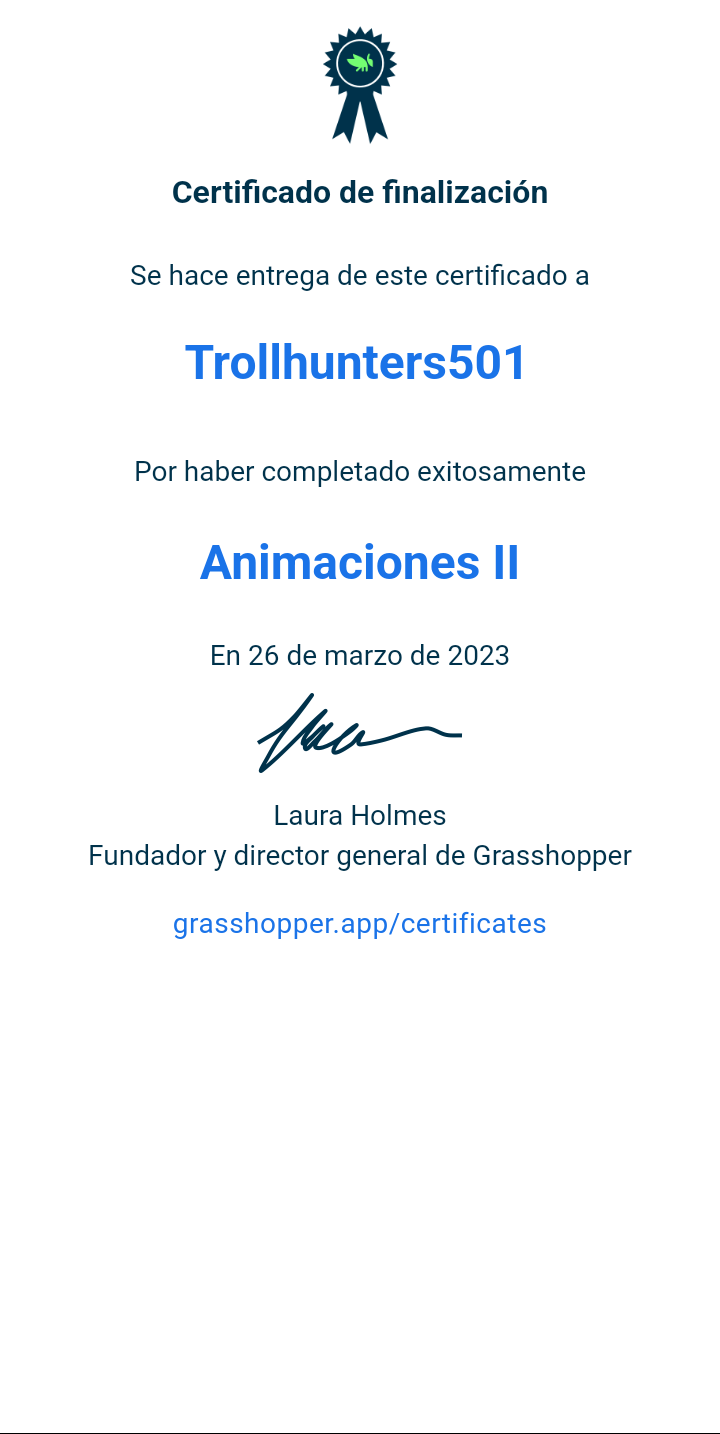 Certificado de finalización
Se hace entrega de este certificado a
Trollhunters501
Por haber completado exitosamente
Animaciones II
En 26 de marzo de 2023
Laura Holmes
Fundador y director general de Grasshopper
grasshopper.app/certificates